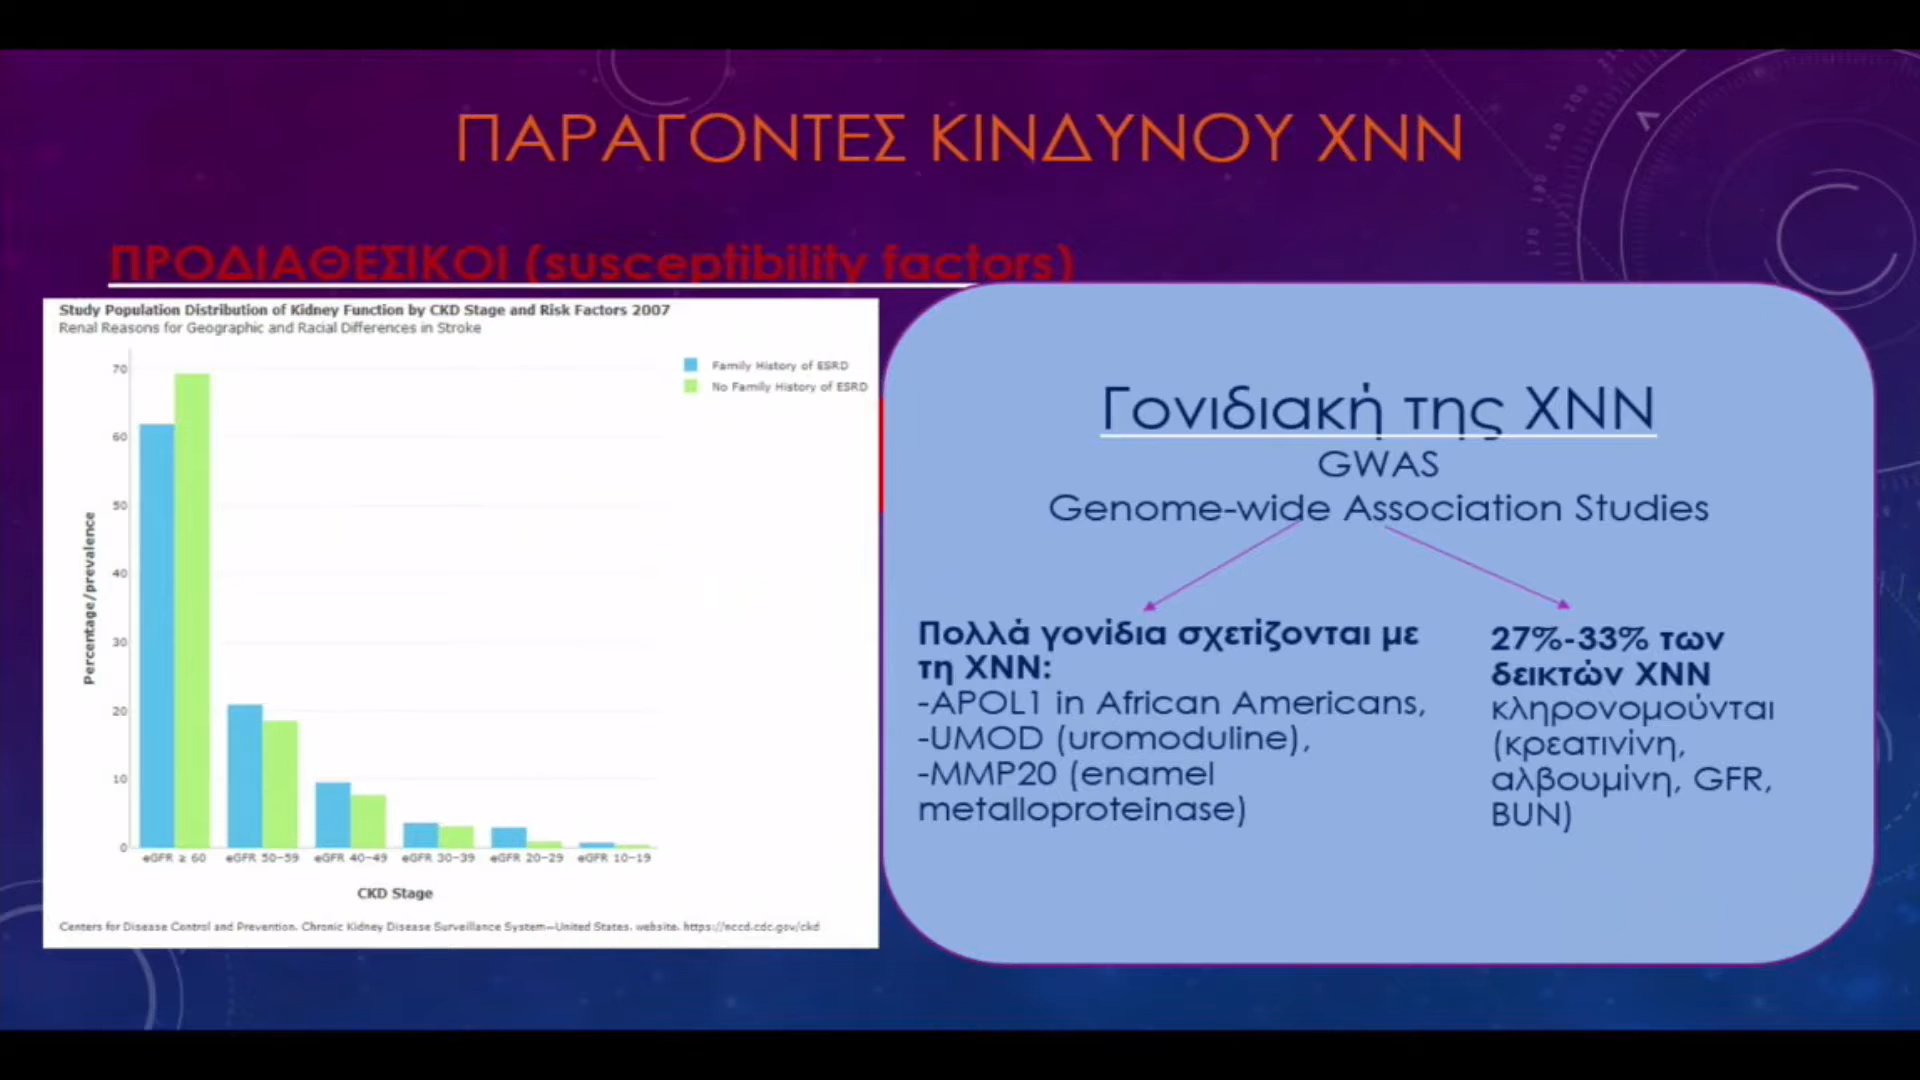 ΠΑΡΑΓΟΝΤΕΣ ΚΙΝΔΥΝΟΥ ΧΝΝ
ΠΡΟΔΙΑΘΕΣΙΚΟΙ (susceptibility factors)
Study Population Distribution of Kidney Function by CKD Stage and Risk Factors 2007
Renal Reasons for Geographic and Racial Differences in Stroke
Family History of ESRD
No Family History of ESRD
Percentage/prevalence
70
60
50
40
30
20
10
0
eGFR ≥ 60 eGFR 50-59 eGFR 40-49 eGFR 30-39 eGFR 20-29 eGFR 10-19
CKD Stage
Centers for Disease Control and Prevention. Chronic Kidney Disease Surveillance System—United States. website. https://nccd.cdc.gov/ckd
Γονιδιακή της ΧΝΝ
GWAS
Genome-wide Association Studies
Πολλά γονίδια σχετίζονται με
τη ΧΝΝ:
-APOL1 in African Americans,
-UMOD (uromoduline),
-MMP20 (enamel
metalloproteinase)
27%-33% των
δεικτών ΧΝΝ
κληρονομούνται
(κρεατινίνη,
αλβουμίνη, GFR,
BUN)